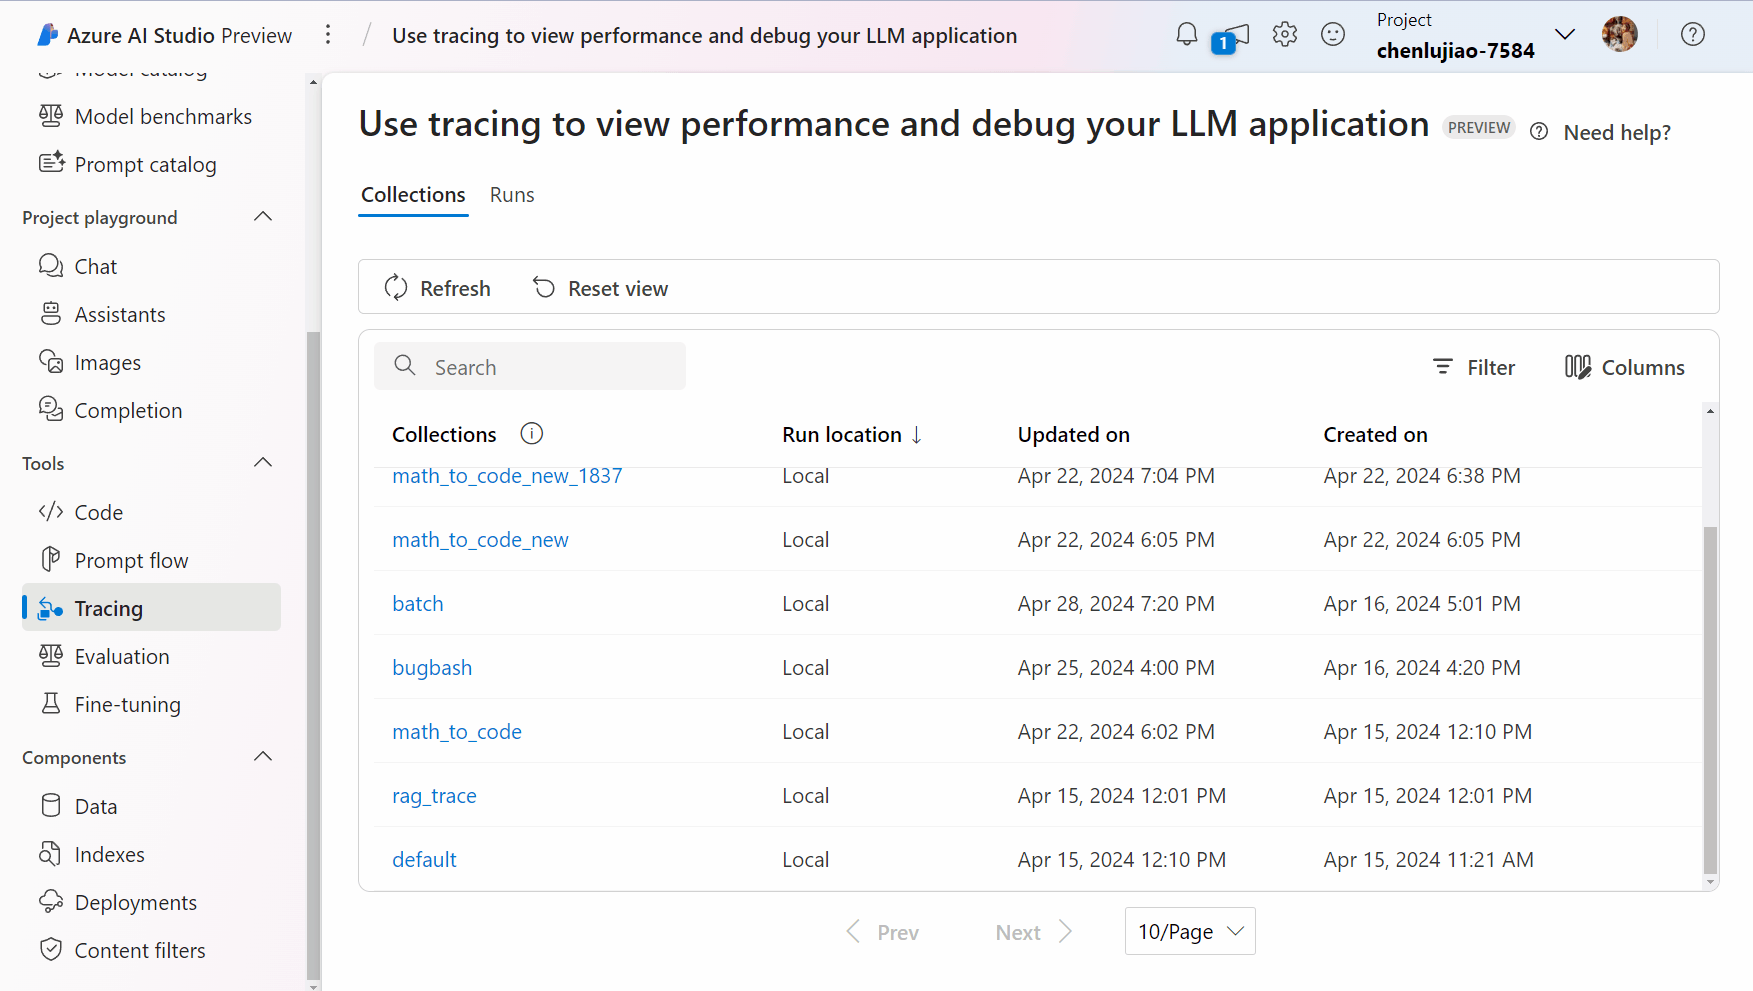 Azure AI Studio Preview / Use tracing to view performance and debug your LLM application 1 Project
chenlujiao-7584
Model catalog
Model benchmarks
Prompt catalog
Project playground
Chat
Assistants
Images
Completion
Tools
Code
Prompt flow
Tracing
Evaluation
Fine-tuning
Components
Data
Indexes
Deployments
Content filters
Use tracing to view performance and debug your LLM application PREVIEW Need help?
Collections Runs
Refresh Reset view
Search Filter Columns
Collections Run location ↓ Updated on Created on
math_to_code_new_1837 Local Apr 22, 2024 7:04 PM Apr 22, 2024 6:38 PM
math_to_code_new Local Apr 22, 2024 6:05 PM Apr 22, 2024 6:05 PM
batch Local Apr 28, 2024 7:20 PM Apr 16, 2024 5:01 PM
bugbash Local Apr 25, 2024 4:00 PM Apr 16, 2024 4:20 PM
math_to_code Local Apr 22, 2024 6:02 PM Apr 15, 2024 12:10 PM
rag_trace Local Apr 15, 2024 12:01 PM Apr 15, 2024 12:01 PM
default Local Apr 15, 2024 12:10 PM Apr 15, 2024 11:21 AM
Prev Next 10/Page